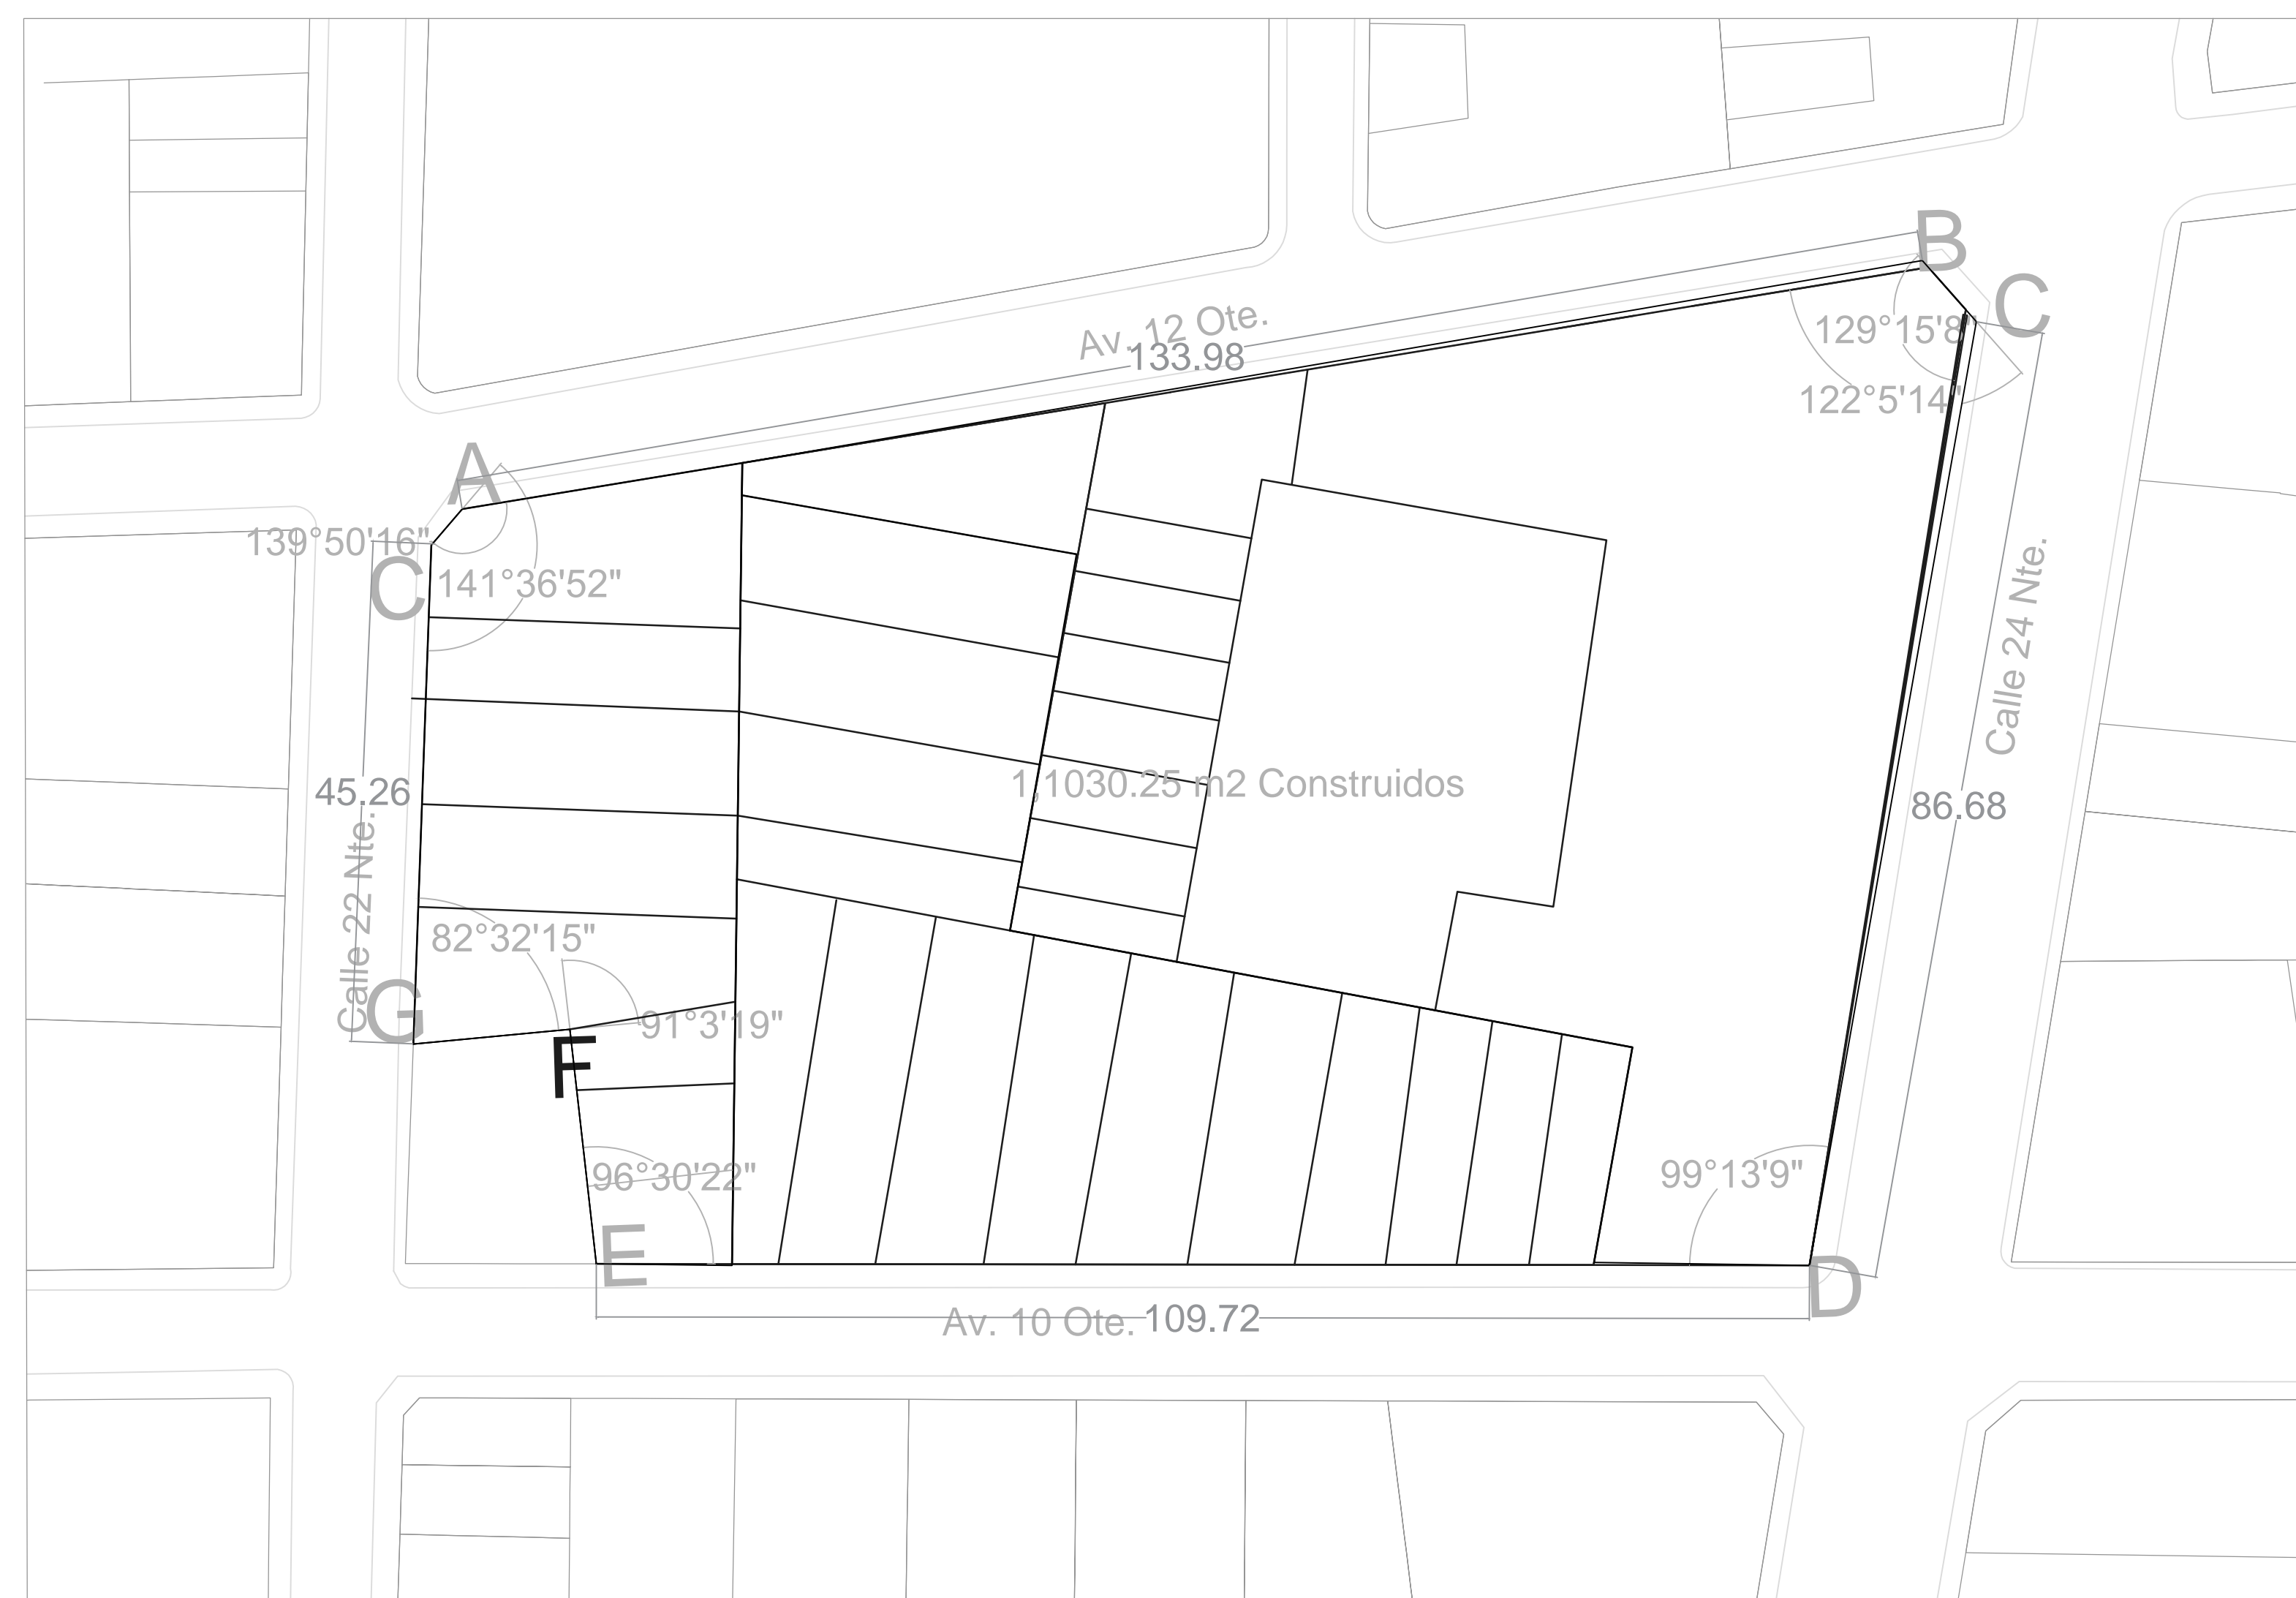 B
C
Av. 12 Ote.
133.98
129°15'8"
122°5'14"
A
139°50'16"
C
141°36'52"
Calle 24 Nte.
1,1030.25 m2 Construidos
45.26
86.68
Calle 22 Nte.
82°32'15"
G
91°3'19"
F
96°30'22"
99°13'9"
E
D
Av. 10 Ote.
109.72